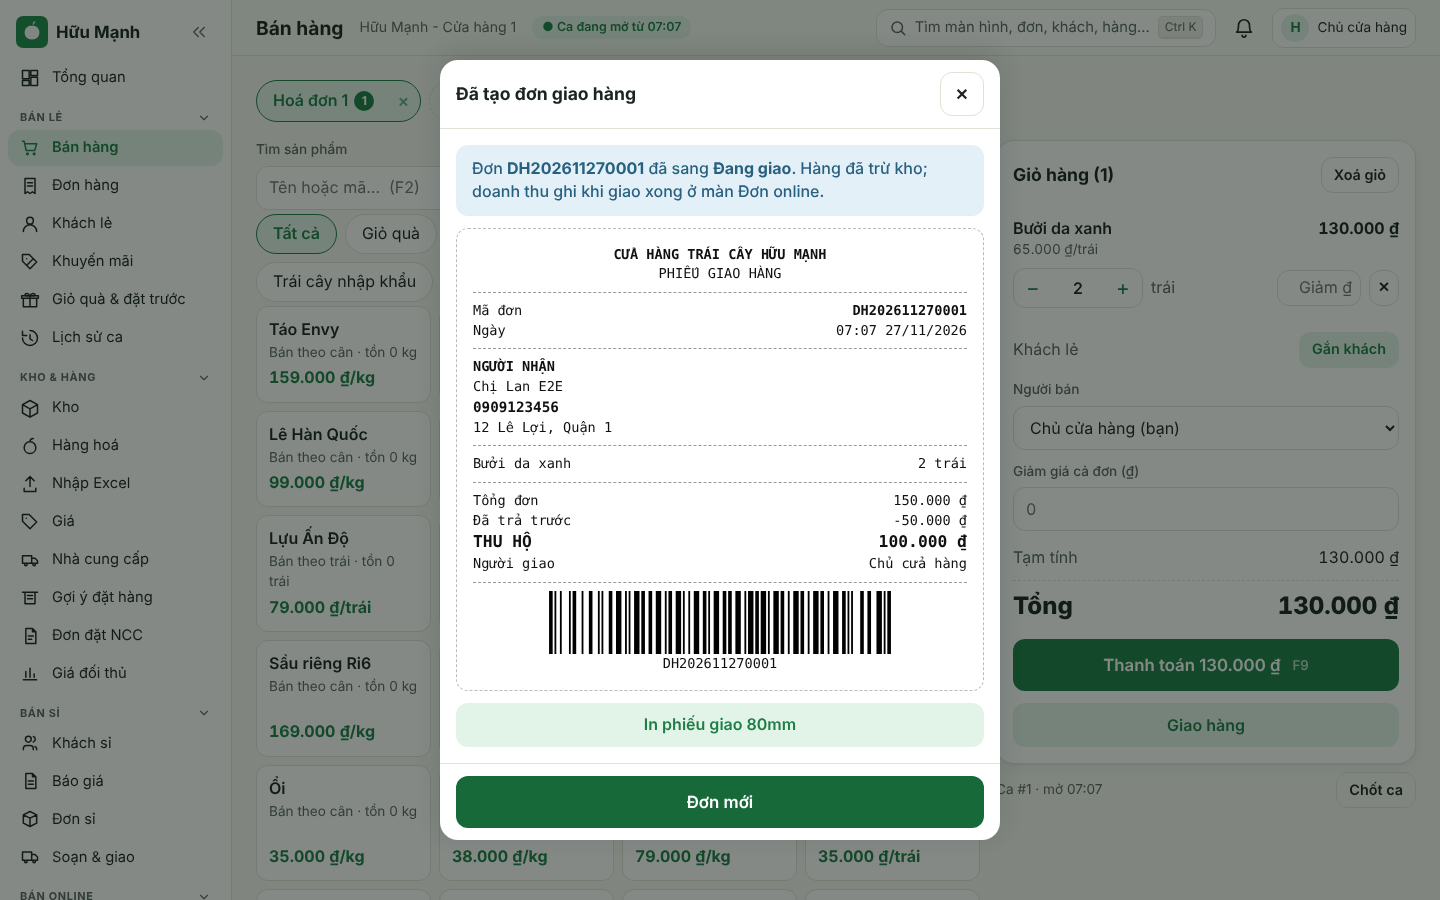 Hữu Mạnh
Tổng quan
BÁN LẺ
Bán hàng
Đơn hàng
Khách lẻ
Khuyến mãi
Giỏ quà & đặt trước
Lịch sử ca
KHO & HÀNG
Kho
Hàng hoá
Nhập Excel
Giá
Nhà cung cấp
Gợi ý đặt hàng
Đơn đặt NCC
Giá đối thủ
BÁN SỈ
Khách sỉ
Báo giá
Đơn sỉ
Soạn & giao
BÁN ONLINE
Bán hàng
Hữu Mạnh - Cửa hàng 1
Ca đang mở từ 07:07
Tìm màn hình, đơn, khách, hàng...
Ctrl K
H
Chủ cửa hàng
Hoá đơn 1
1
×
Tìm sản phẩm
Tên hoặc mã... (F2)
Tất cả
Giỏ quà
Trái cây nhập khẩu
Táo Envy
Bán theo cân · tồn 0 kg
159.000 ₫/kg
Lê Hàn Quốc
Bán theo cân · tồn 0 kg
99.000 ₫/kg
Lựu Ấn Độ
Bán theo trái · tồn 0
trái
79.000 ₫/trái
Sầu riêng Ri6
Bán theo cân · tồn 0 kg
169.000 ₫/kg
Ổi
Bán theo cân · tồn 0 kg
35.000 ₫/kg
38.000 ₫/kg
79.000 ₫/kg
35.000 ₫/trái
Đã tạo đơn giao hàng
×
Đơn DH202611270001 đã sang Đang giao. Hàng đã trừ kho;
doanh thu ghi khi giao xong ở màn Đơn online.
CỬA HÀNG TRÁI CÂY HỮU MẠNH
PHIẾU GIAO HÀNG
Mã đơn DH202611270001
Ngày 07:07 27/11/2026
NGƯỜI NHẬN
Chị Lan E2E
0909123456
12 Lê Lợi, Quận 1
Bưởi da xanh 2 trái
Tổng đơn 150.000 ₫
Đã trả trước -50.000 ₫
THU HỘ 100.000 ₫
Người giao Chủ cửa hàng
DH202611270001
In phiếu giao 80mm
Đơn mới
Giỏ hàng (1)
Xoá giỏ
Bưởi da xanh 130.000 ₫
65.000 ₫/trái
− 2 + trái
Giảm ₫
×
Khách lẻ
Gắn khách
Người bán
Chủ cửa hàng (bạn)
Giảm giá cả đơn (₫)
0
Tạm tính 130.000 ₫
Tổng 130.000 ₫
Thanh toán 130.000 ₫ F9
Giao hàng
Ca #1 · mở 07:07
Chốt ca